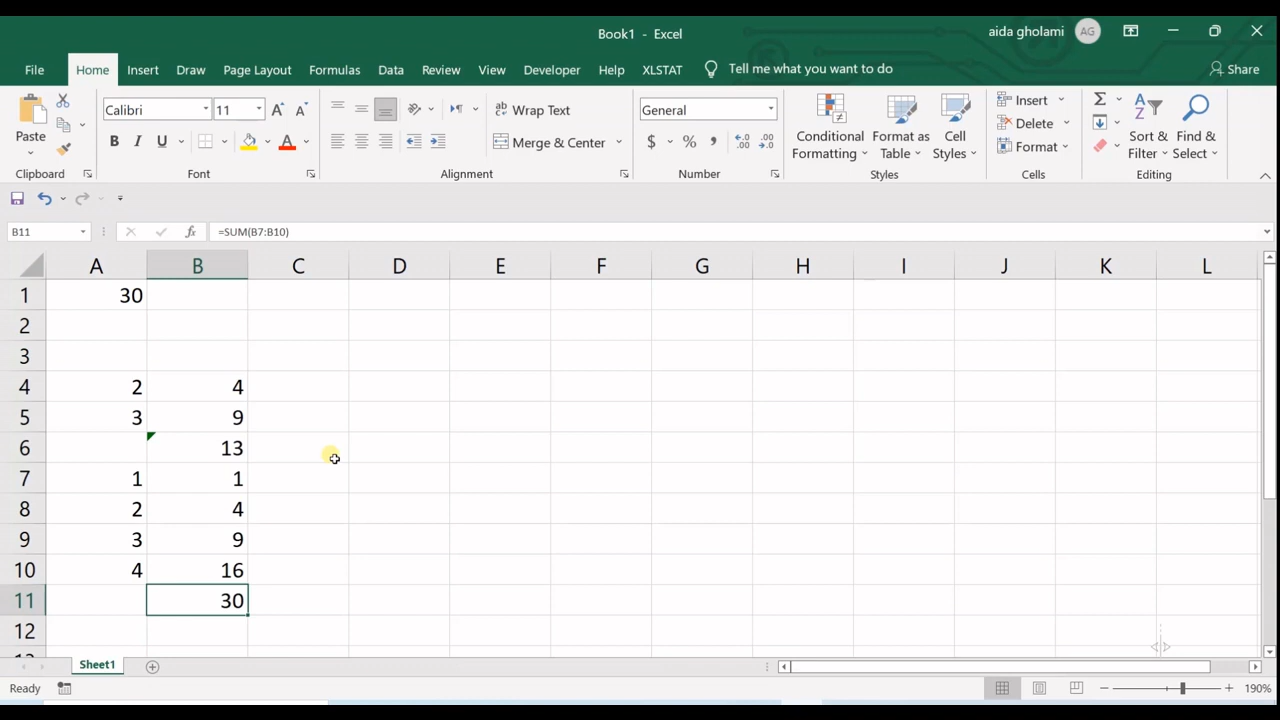 Book1 - Excel
aida gholami AG
File Home Insert Draw Page Layout Formulas Data Review View Developer Help XLSTAT Tell me what you want to do Share
Paste
Calibri 11 A A
B I U A
ab
Wrap Text
Merge & Center
General
$ % ,
Conditional Formatting
Format as Table
Cell Styles
Insert
Delete
Format
Σ
Sort & Filter
Find & Select
Clipboard Font Alignment Number Styles Cells Editing
B11 fx =SUM(B7:B10)
A B C D E F G H I J K L
1 30
2
3
4 2 4
5 3 9
6 13
7 1 1
8 2 4
9 3 9
10 4 16
11 30
12
Sheet1
Ready 190%